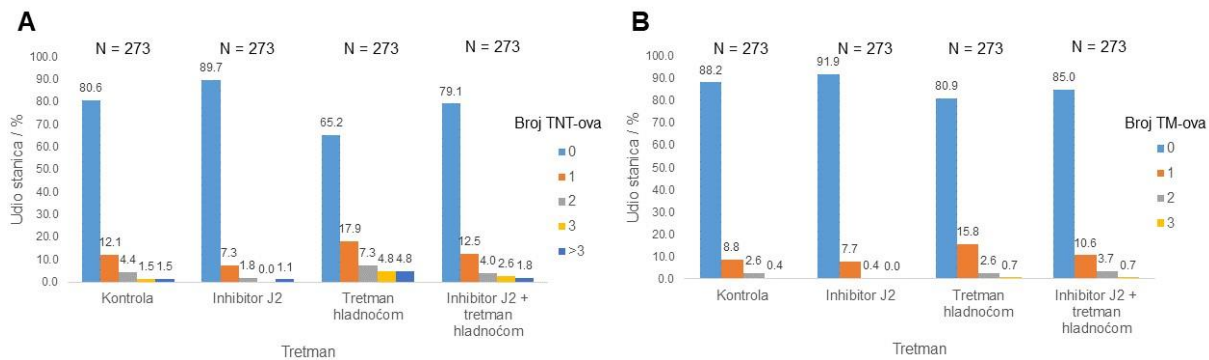 A
N = 273
N = 273
N = 273
N = 273
Udio stanica / %
100.0
90.0
80.0
70.0
60.0
50.0
40.0
30.0
20.0
10.0
0.0
80.6
12.1
4.4
1.5
1.5
89.7
7.3
1.8
0.0
1.1
65.2
17.9
7.3
4.8
4.8
79.1
12.5
4.0
2.6
1.8
Kontrola
Inhibitor J2
Tretman
hladnoćom
Inhibitor J2 +
tretman
hladnoćom
Tretman
Broj TNT-ova
0
1
2
3
>3
B
N = 273
N = 273
N = 273
N = 273
Udio stanica / %
100.0
90.0
80.0
70.0
60.0
50.0
40.0
30.0
20.0
10.0
0.0
88.2
8.8
2.6
0.4
91.9
7.7
0.4
0.0
80.9
15.8
2.6
0.7
85.0
10.6
3.7
0.7
Kontrola
Inhibitor J2
Tretman
hladnoćom
Inhibitor J2 +
tretman
hladnoćom
Tretman
Broj TM-ova
0
1
2
3